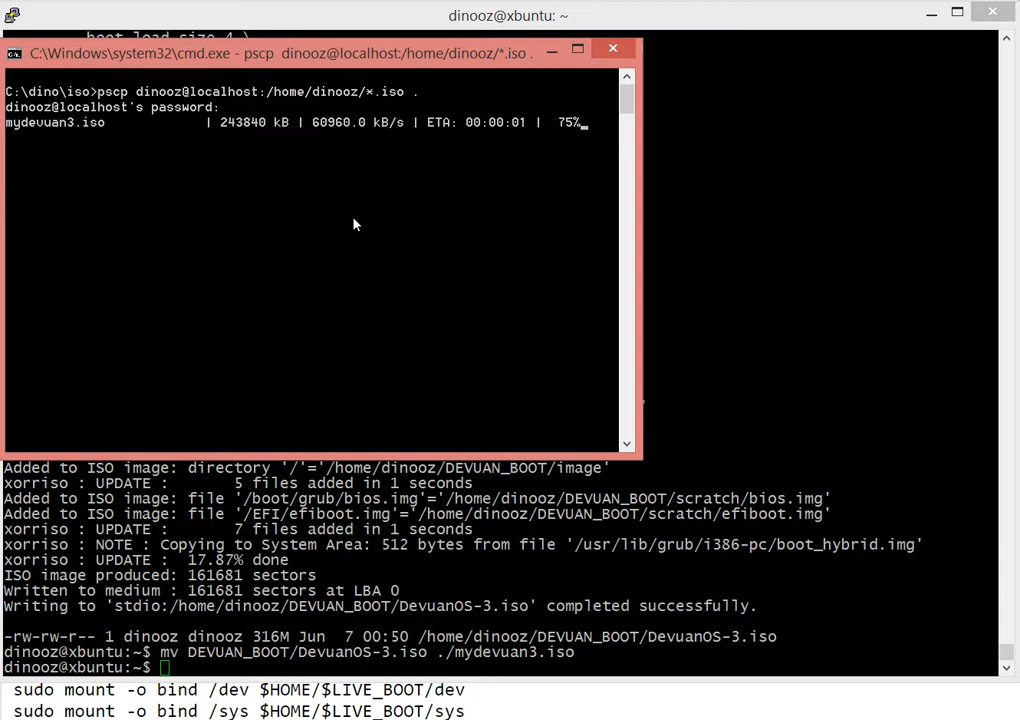 dinooz@xbuntu: ~
boot load size 4 \
C:\Windows\system32\cmd.exe - pscp  dinooz@localhost:/home/dinooz/*.iso .
C:\dino\iso>pscp dinooz@localhost:/home/dinooz/*.iso .
dinooz@localhost's password:
mydevuan3.iso             | 243840 kB | 60960.0 kB/s | ETA: 00:00:01 |  75%
Added to ISO image: directory '/'='/home/dinooz/DEVUAN_BOOT/image'
xorriso : UPDATE :       5 files added in 1 seconds
Added to ISO image: file '/boot/grub/bios.img'='/home/dinooz/DEVUAN_BOOT/scratch/bios.img'
Added to ISO image: file '/EFI/efiboot.img'='/home/dinooz/DEVUAN_BOOT/scratch/efiboot.img'
xorriso : UPDATE :       7 files added in 1 seconds
xorriso : NOTE : Copying to System Area: 512 bytes from file '/usr/lib/grub/i386-pc/boot_hybrid.img'
xorriso : UPDATE :  17.87% done
ISO image produced: 161681 sectors
Written to medium : 161681 sectors at LBA 0
Writing to 'stdio:/home/dinooz/DEVUAN_BOOT/DevuanOS-3.iso' completed successfully.
-rw-rw-r-- 1 dinooz dinooz 316M Jun  7 00:50 /home/dinooz/DEVUAN_BOOT/DevuanOS-3.iso
dinooz@xbuntu:~$ mv DEVUAN_BOOT/DevuanOS-3.iso ./mydevuan3.iso
dinooz@xbuntu:~$
sudo mount -o bind /dev $HOME/$LIVE_BOOT/dev
sudo mount -o bind /sys $HOME/$LIVE_BOOT/sys